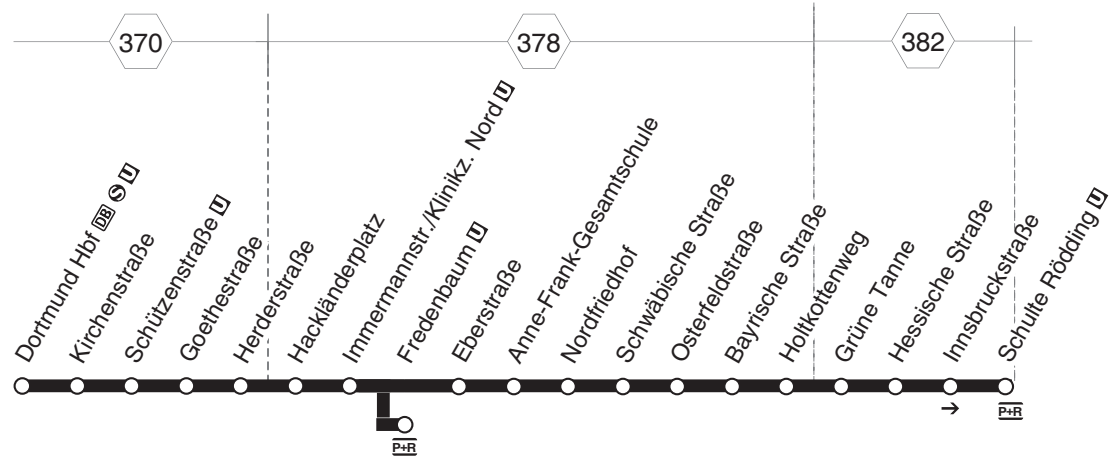 370
378
382
Dortmund Hbf DB S U
Kirchenstraße
Schützenstraße U
Goethestraße
Herderstraße
Hackländerplatz
Immermannstr./Klinikz. Nord U
Fredenbaum U
Eberstraße
Anne-Frank-Gesamtschule
Nordfriedhof
Schwäbische Straße
Osterfeldstraße
Bayrische Straße
Holtkottenweg
Grüne Tanne
Hessische Straße
Innsbruckstraße
Schulte Rödding U
P+R
P+R